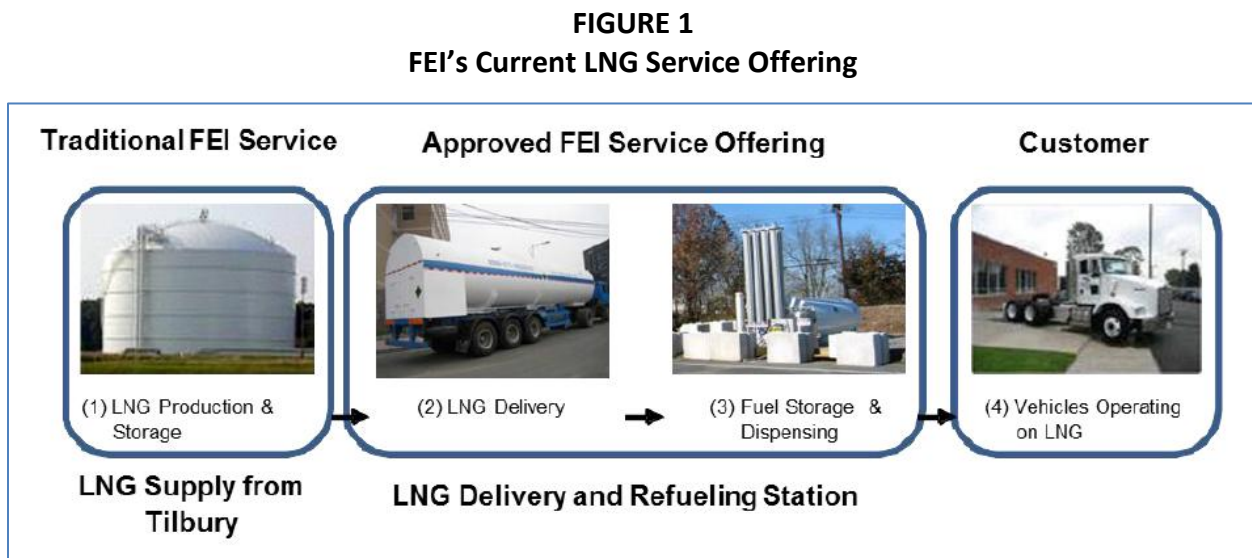 FIGURE 1
FEI’s Current LNG Service Offering
Traditional FEI Service
Approved FEI Service Offering
Customer
(1) LNG Production &
Storage
(2) LNG Delivery
(3) Fuel Storage &
Dispensing
(4) Vehicles Operating
on LNG
LNG Supply from
Tilbury
LNG Delivery and Refueling Station